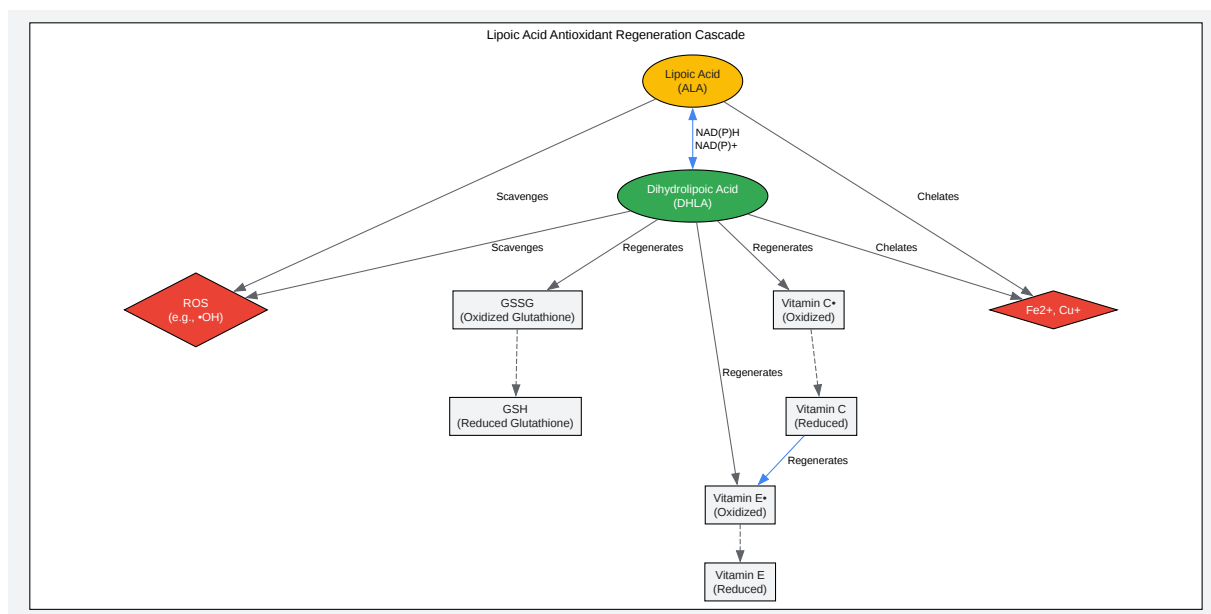 Lipoic Acid Antioxidant Regeneration Cascade
Lipoic Acid
(ALA)
NAD(P)H
NAD(P)+
Dihydrolipoic Acid
(DHLA)
Scavenges
Chelates
Scavenges
Regenerates
Regenerates
Chelates
ROS
(e.g., •OH)
GSSG
(Oxidized Glutathione)
Vitamin C•
(Oxidized)
Fe2+, Cu+
Regenerates
GSH
(Reduced Glutathione)
Vitamin C
(Reduced)
Regenerates
Vitamin E•
(Oxidized)
Vitamin E
(Reduced)